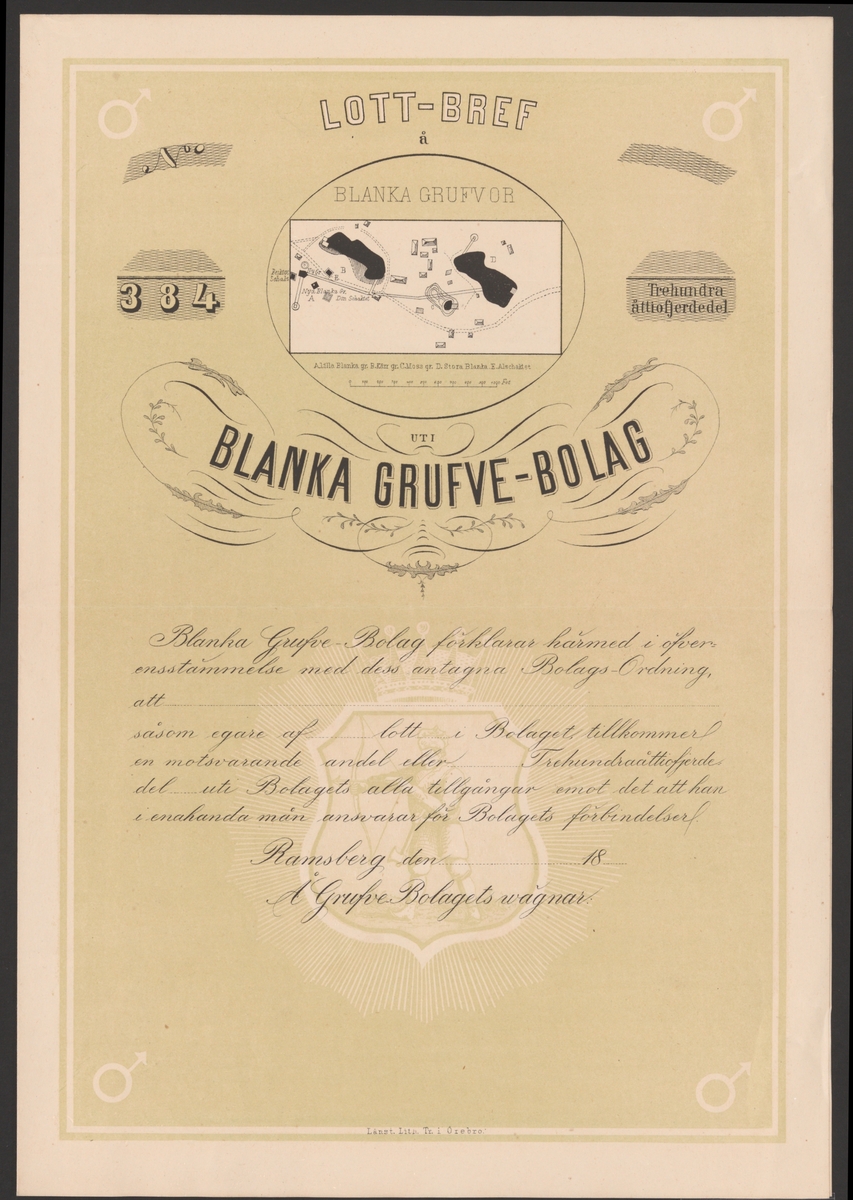 LOTT-BREF
å
No
BLANKA GRUFVOR
384
Trehundra
åttiofjerdedel
B
E
A
D
A.Lilla Blanka gr. B.Kärr gr. C.Moss gr. D.Stora Blanka. E.Alschaktet
UTI
BLANKA GRUFVE-BOLAG
Blanka Grufve-Bolag förklarar härmed i öfver-
ensstämmelse med dess antagna Bolags-Ordning,
att
såsom egare af lott i Bolaget, tillkommer
en motsvarande andel eller Trehundraåttiofjerde-
del uti Bolagets alla tillgångar emot det att han
i enahanda mån ansvarar för Bolagets förbindelser
Ramsberg den 18
Å Grufve Bolagets wägnar:
Länst. Lith. Tr. i Örebro.